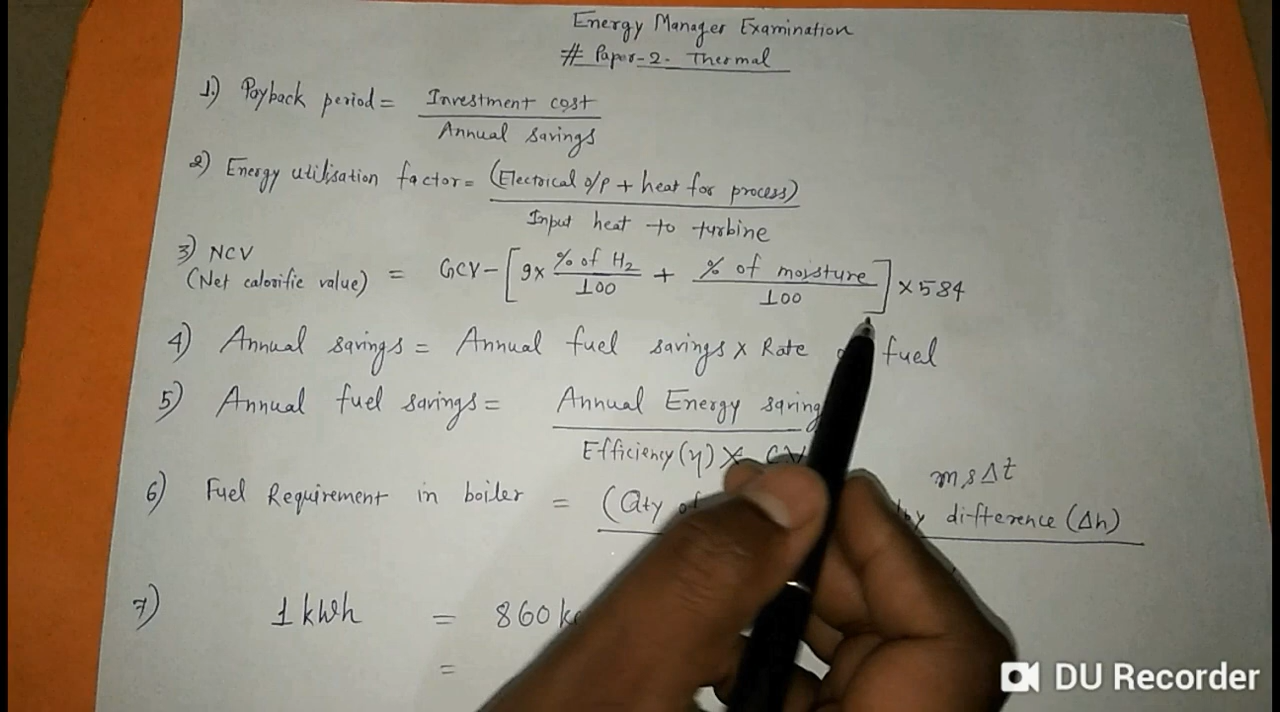 Energy Manager Examination
# Paper-2- Thermal
1) Payback period = Investment cost
Annual savings
2) Energy utilisation factor = (Electrical o/p + heat for process)
Input heat to turbine
3) NCV
(Net calorific value) = GCV - [9x % of H2 / 100 + % of moisture / 100] x 584
4) Annual savings = Annual fuel savings x Rate fuel
5) Annual fuel savings = Annual Energy saving
Efficiency (η) x CV
m s Δt
6) Fuel Requirement in boiler = (Qty of difference (Δh)
7) 1 kWh = 860
=
DU Recorder